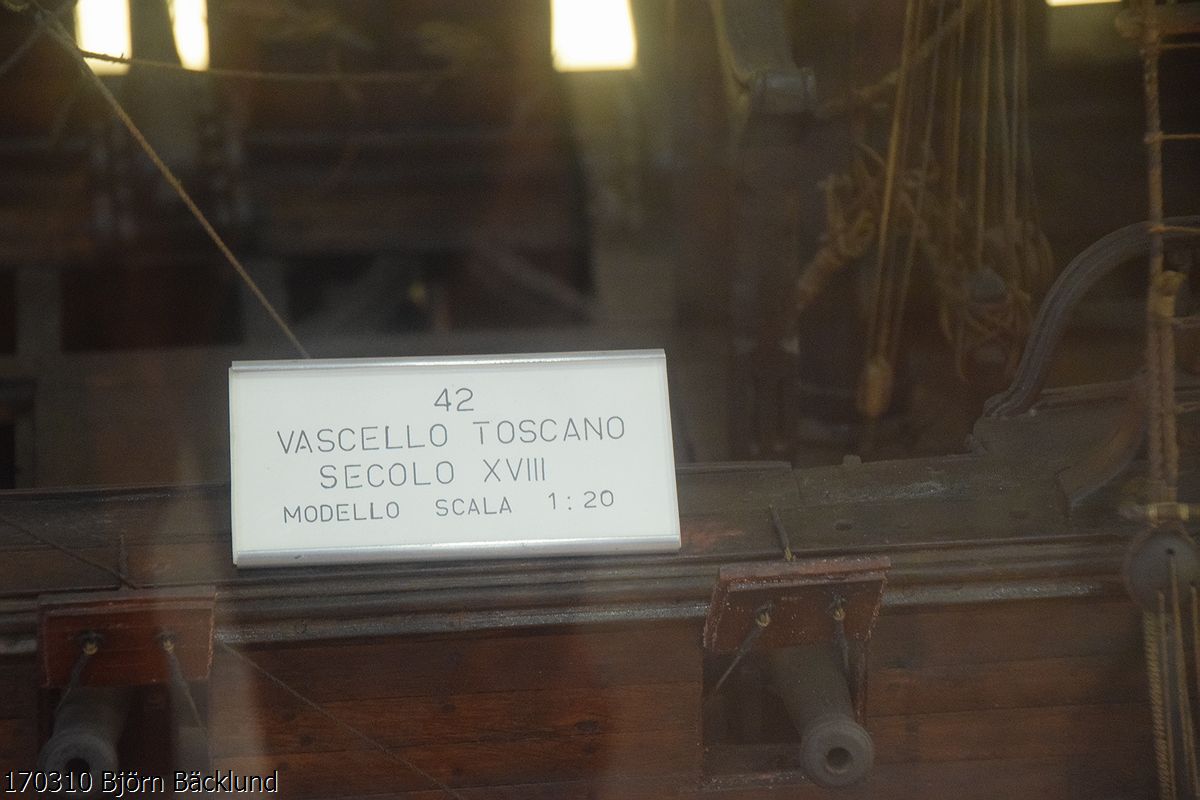 42
VASCELLO TOSCANO
SECOLO XVIII
MODELLO SCALA 1:20
170310 Björn Bäcklund